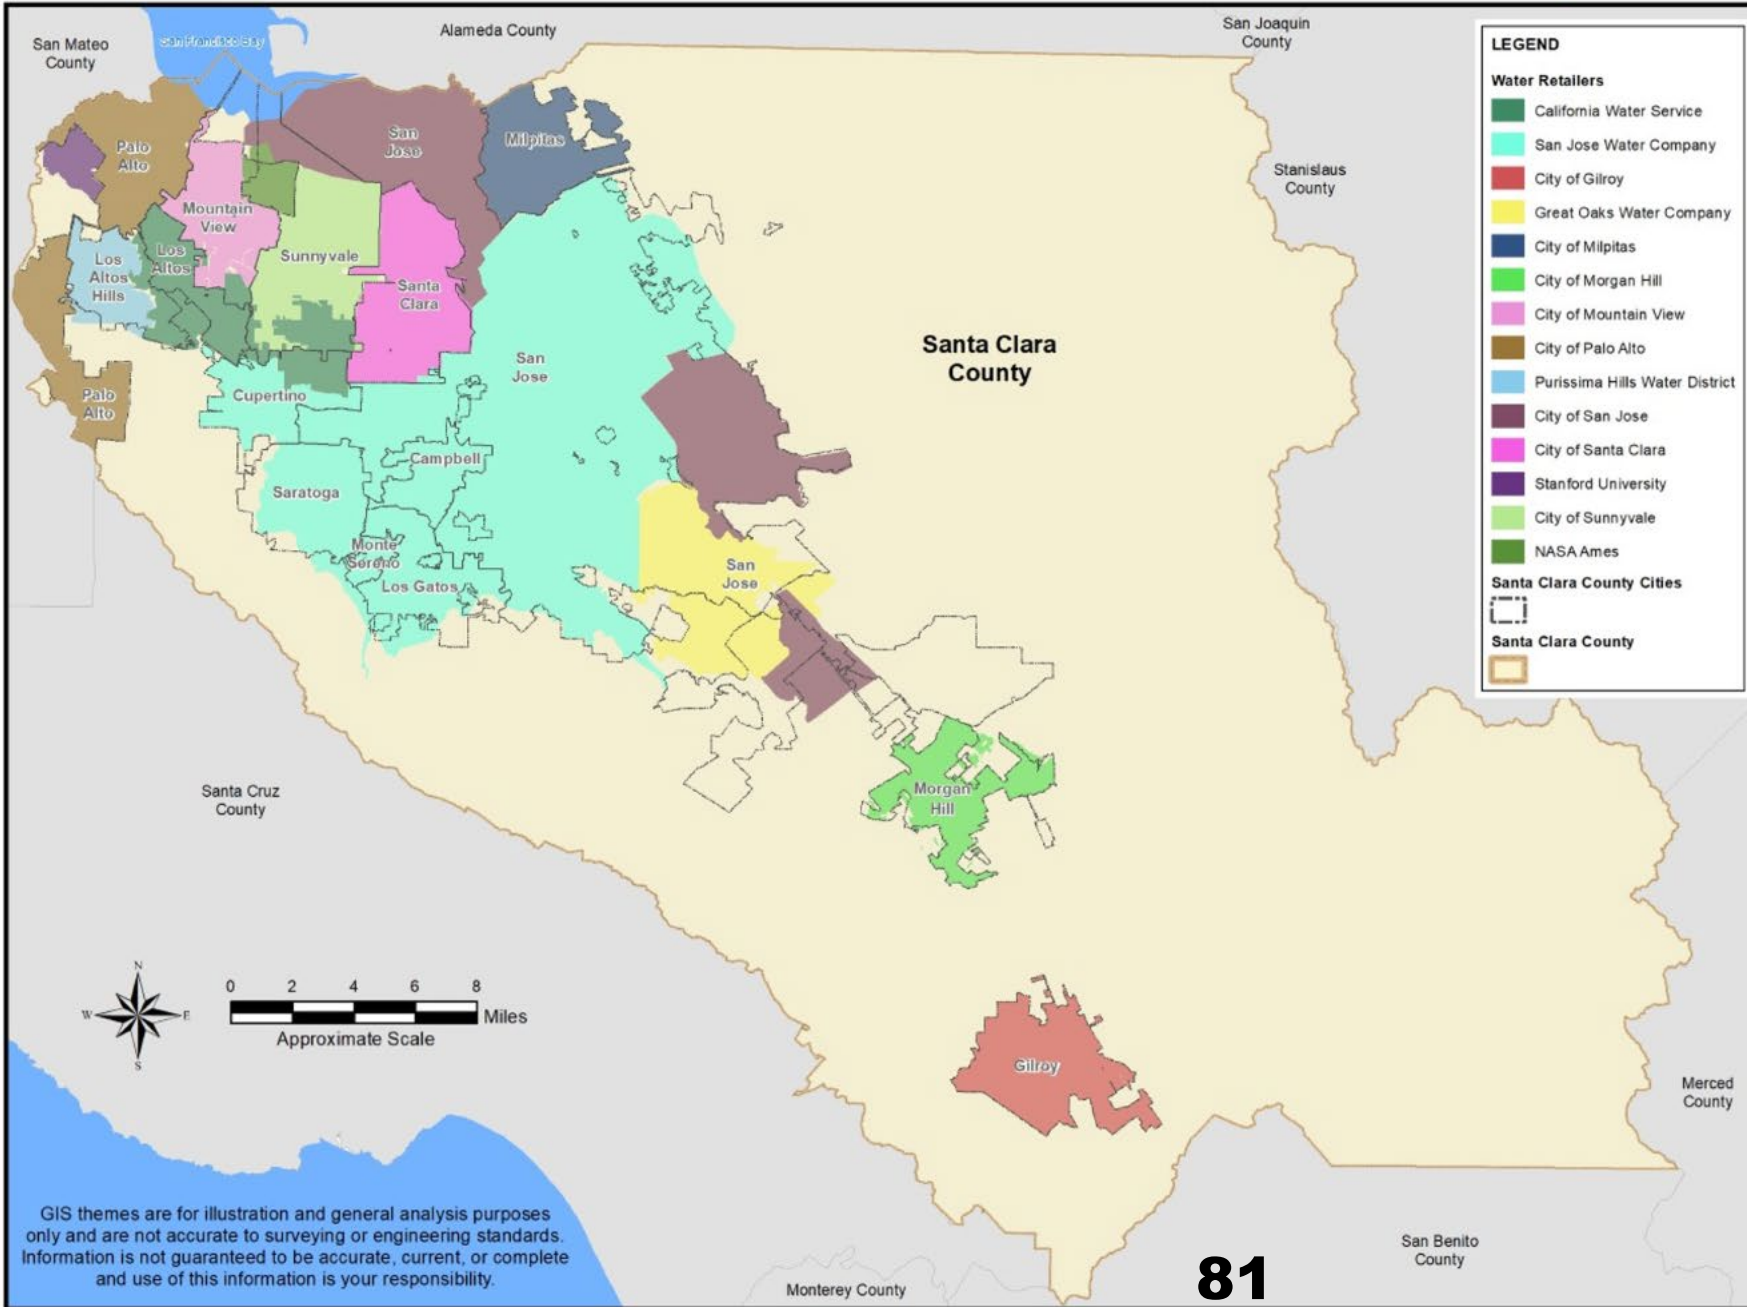 San Mateo
County
San Francisco Bay
Alameda County
San Joaquin
County
Stanislaus
County
Palo
Alto
San
Jose
Milpitas
Mountain
View
Los
Altos
Hills
Los
Altos
Sunnyvale
Santa
Clara
San
Jose
Santa Clara
County
Palo
Alto
Cupertino
Campbell
Saratoga
Monte
Sereno
Los Gatos
San
Jose
Morgan
Hill
Gilroy
Santa Cruz
County
Merced
County
San Benito
County
Monterey County
LEGEND
Water Retailers
California Water Service
San Jose Water Company
City of Gilroy
Great Oaks Water Company
City of Milpitas
City of Morgan Hill
City of Mountain View
City of Palo Alto
Purissima Hills Water District
City of San Jose
City of Santa Clara
Stanford University
City of Sunnyvale
NASA Ames
Santa Clara County Cities
Santa Clara County
N
W E
S
0 2 4 6 8
Miles
Approximate Scale
GIS themes are for illustration and general analysis purposes
only and are not accurate to surveying or engineering standards.
Information is not guaranteed to be accurate, current, or complete
and use of this information is your responsibility.
81